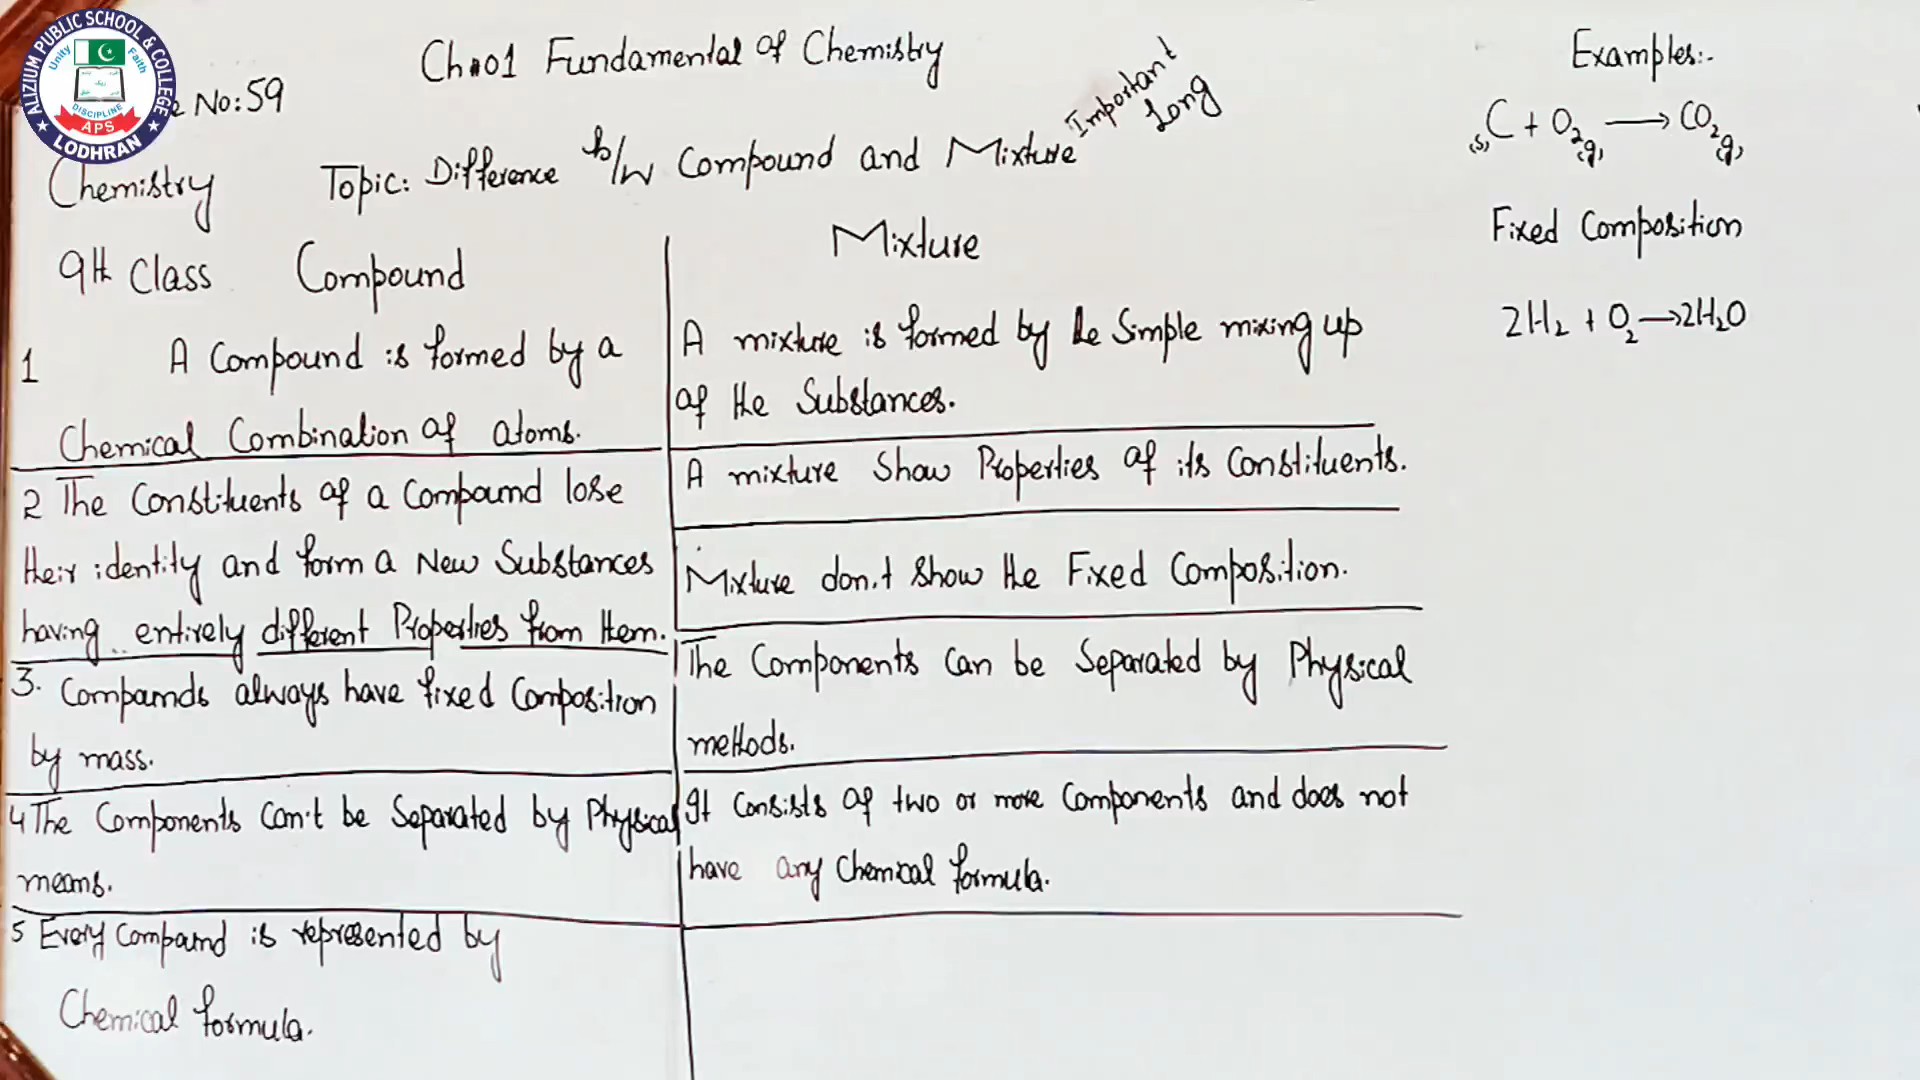 ALIZIUM PUBLIC SCHOOL & COLLEGE
Unity
Faith
DISCIPLINE
APS
LODHRAN
No:59
Ch.01 Fundamental of Chemistry
Important
Long
Chemistry
Topic: Difference b/w Compound and Mixture
9th Class
Compound
1 A Compound is formed by a
Chemical Combination of atoms.
2 The Constituents of a Compound lose
their identity and form a New Substances
having entirely different Properties from them.
3. Compounds always have fixed Composition
by mass.
4 The Components Can't be Separated by Physical
means.
5 Every Compound is represented by
Chemical formula.
Mixture
A mixture is formed by Simple mixing up
of the Substances.
A mixture Show Properties of its Constituents.
Mixture don't show the Fixed Composition.
The Components Can be Separated by Physical
methods.
It Consists of two or more Components and does not
have any Chemical formula.
Examples:-
C(s) + O2(g) → CO2(g)
Fixed Composition
2H2 + O2 → 2H2O